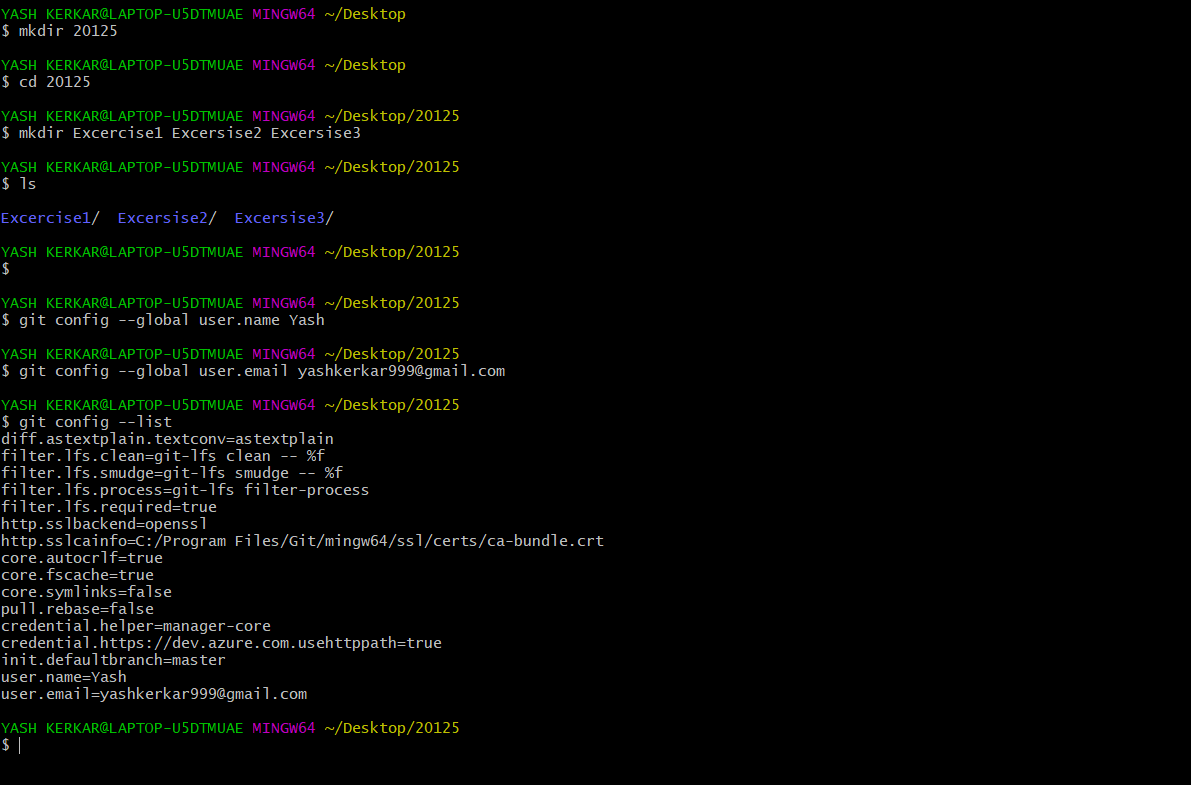 YASH KERKAR@LAPTOP-U5DTMUAE MINGW64 ~/Desktop
$ mkdir 20125
YASH KERKAR@LAPTOP-U5DTMUAE MINGW64 ~/Desktop
$ cd 20125
YASH KERKAR@LAPTOP-U5DTMUAE MINGW64 ~/Desktop/20125
$ mkdir Excercise1 Excersise2 Excersise3
YASH KERKAR@LAPTOP-U5DTMUAE MINGW64 ~/Desktop/20125
$ ls
Excercise1/  Excersise2/  Excersise3/
YASH KERKAR@LAPTOP-U5DTMUAE MINGW64 ~/Desktop/20125
$
YASH KERKAR@LAPTOP-U5DTMUAE MINGW64 ~/Desktop/20125
$ git config --global user.name Yash
YASH KERKAR@LAPTOP-U5DTMUAE MINGW64 ~/Desktop/20125
$ git config --global user.email yashkerkar999@gmail.com
YASH KERKAR@LAPTOP-U5DTMUAE MINGW64 ~/Desktop/20125
$ git config --list
diff.astextplain.textconv=astextplain
filter.lfs.clean=git-lfs clean -- %f
filter.lfs.smudge=git-lfs smudge -- %f
filter.lfs.process=git-lfs filter-process
filter.lfs.required=true
http.sslbackend=openssl
http.sslcainfo=C:/Program Files/Git/mingw64/ssl/certs/ca-bundle.crt
core.autocrlf=true
core.fscache=true
core.symlinks=false
pull.rebase=false
credential.helper=manager-core
credential.https://dev.azure.com.usehttppath=true
init.defaultbranch=master
user.name=Yash
user.email=yashkerkar999@gmail.com
YASH KERKAR@LAPTOP-U5DTMUAE MINGW64 ~/Desktop/20125
$